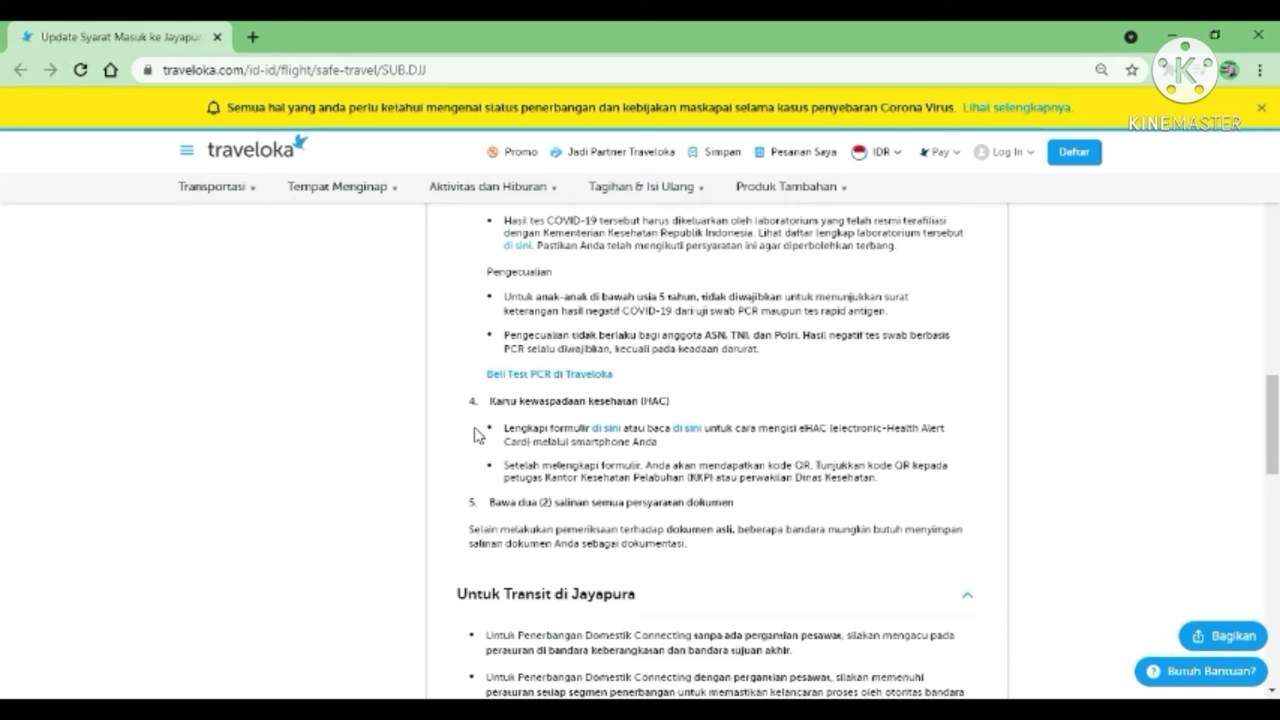 Update Syarat Masuk ke Jayapur
traveloka.com/id-id/flight/safe-travel/SUB.DJJ
KINEMASTER
Semua hal yang anda perlu ketahui mengenai status penerbangan dan kebijakan maskapai selama kasus penyebaran Corona Virus. Lihat selengkapnya.
traveloka
Promo Jadi Partner Traveloka Simpan Pesanan Saya IDR Pay Log In Daftar
Transportasi Tempat Menginap Aktivitas dan Hiburan Tagihan & Isi Ulang Produk Tambahan
• Hasil tes COVID-19 tersebut harus dikeluarkan oleh laboratorium yang telah resmi terafiliasi
dengan Kementerian Kesehatan Republik Indonesia. Lihat daftar lengkap laboratorium tersebut
di sini. Pastikan Anda telah mengikuti persyaratan ini agar diperbolehkan terbang.
Pengecualian
• Untuk anak-anak di bawah usia 5 tahun, tidak diwajibkan untuk menunjukkan surat
keterangan hasil negatif COVID-19 dari uji swab PCR maupun tes rapid antigen.
• Pengecualian tidak berlaku bagi anggota ASN, TNI, dan Polri. Hasil negatif tes swab berbasis
PCR selalu diwajibkan, kecuali pada keadaan darurat.
Beli Test PCR di Traveloka
4. Kartu kewaspadaan kesehatan (HAC)
• Lengkapi formulir di sini atau baca di sini untuk cara mengisi eHAC (electronic-Health Alert
Card) melalui smartphone Anda
• Setelah melengkapi formulir, Anda akan mendapatkan kode QR. Tunjukkan kode QR kepada
petugas Kantor Kesehatan Pelabuhan (KKP) atau perwakilan Dinas Kesehatan.
5. Bawa dua (2) salinan semua persyaratan dokumen
Selain melakukan pemeriksaan terhadap dokumen asli, beberapa bandara mungkin butuh menyimpan
salinan dokumen Anda sebagai dokumentasi.
Untuk Transit di Jayapura
• Untuk Penerbangan Domestik Connecting tanpa ada pergantian pesawat, silakan mengacu pada
peraturan di bandara keberangkatan dan bandara tujuan akhir.
• Untuk Penerbangan Domestik Connecting dengan pergantian pesawat, silakan memenuhi
peraturan setiap segmen penerbangan untuk memastikan kelancaran proses oleh otoritas bandara
Bagikan
Butuh Bantuan?